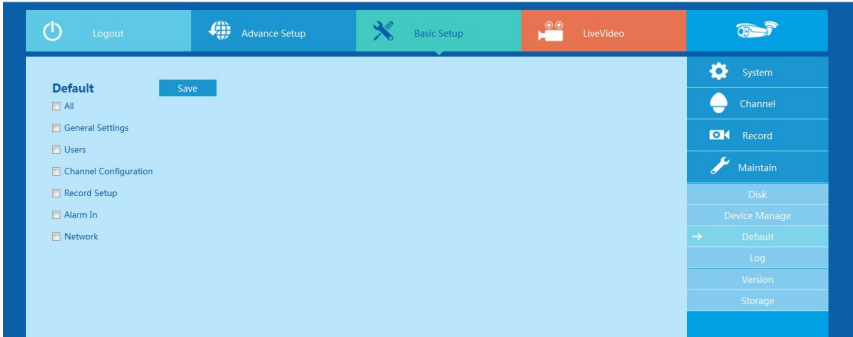 Logout
Advance Setup
Basic Setup
LiveVideo
Default
Save
All
General Settings
Users
Channel Configuration
Record Setup
Alarm In
Network
System
Channel
Record
Maintain
Disk
Device Manage
Default
Log
Version
Storage